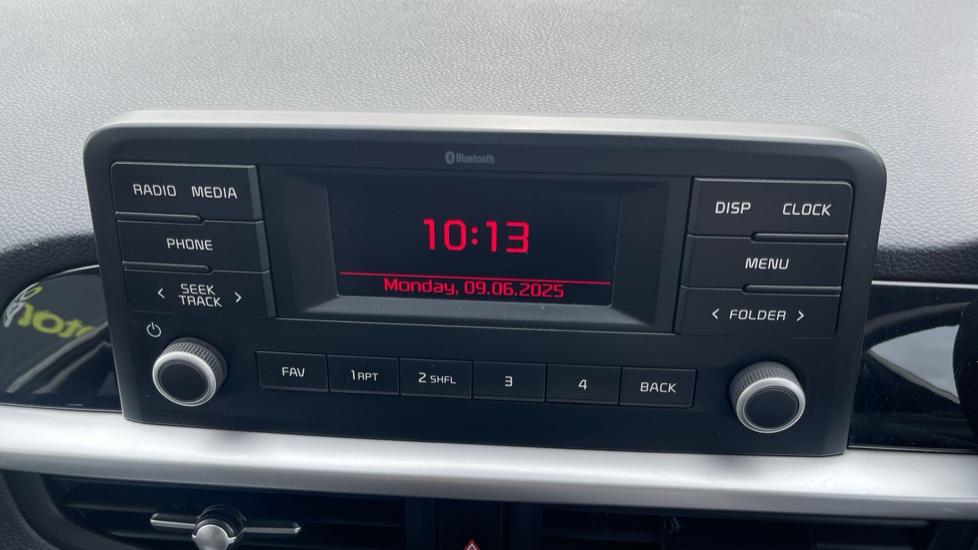 Bluetooth
RADIO MEDIA
PHONE
< SEEK TRACK >
10:13
Monday, 09.06.2025
DISP CLOCK
MENU
< FOLDER >
FAV
1 RPT
2 SHFL
3
4
BACK